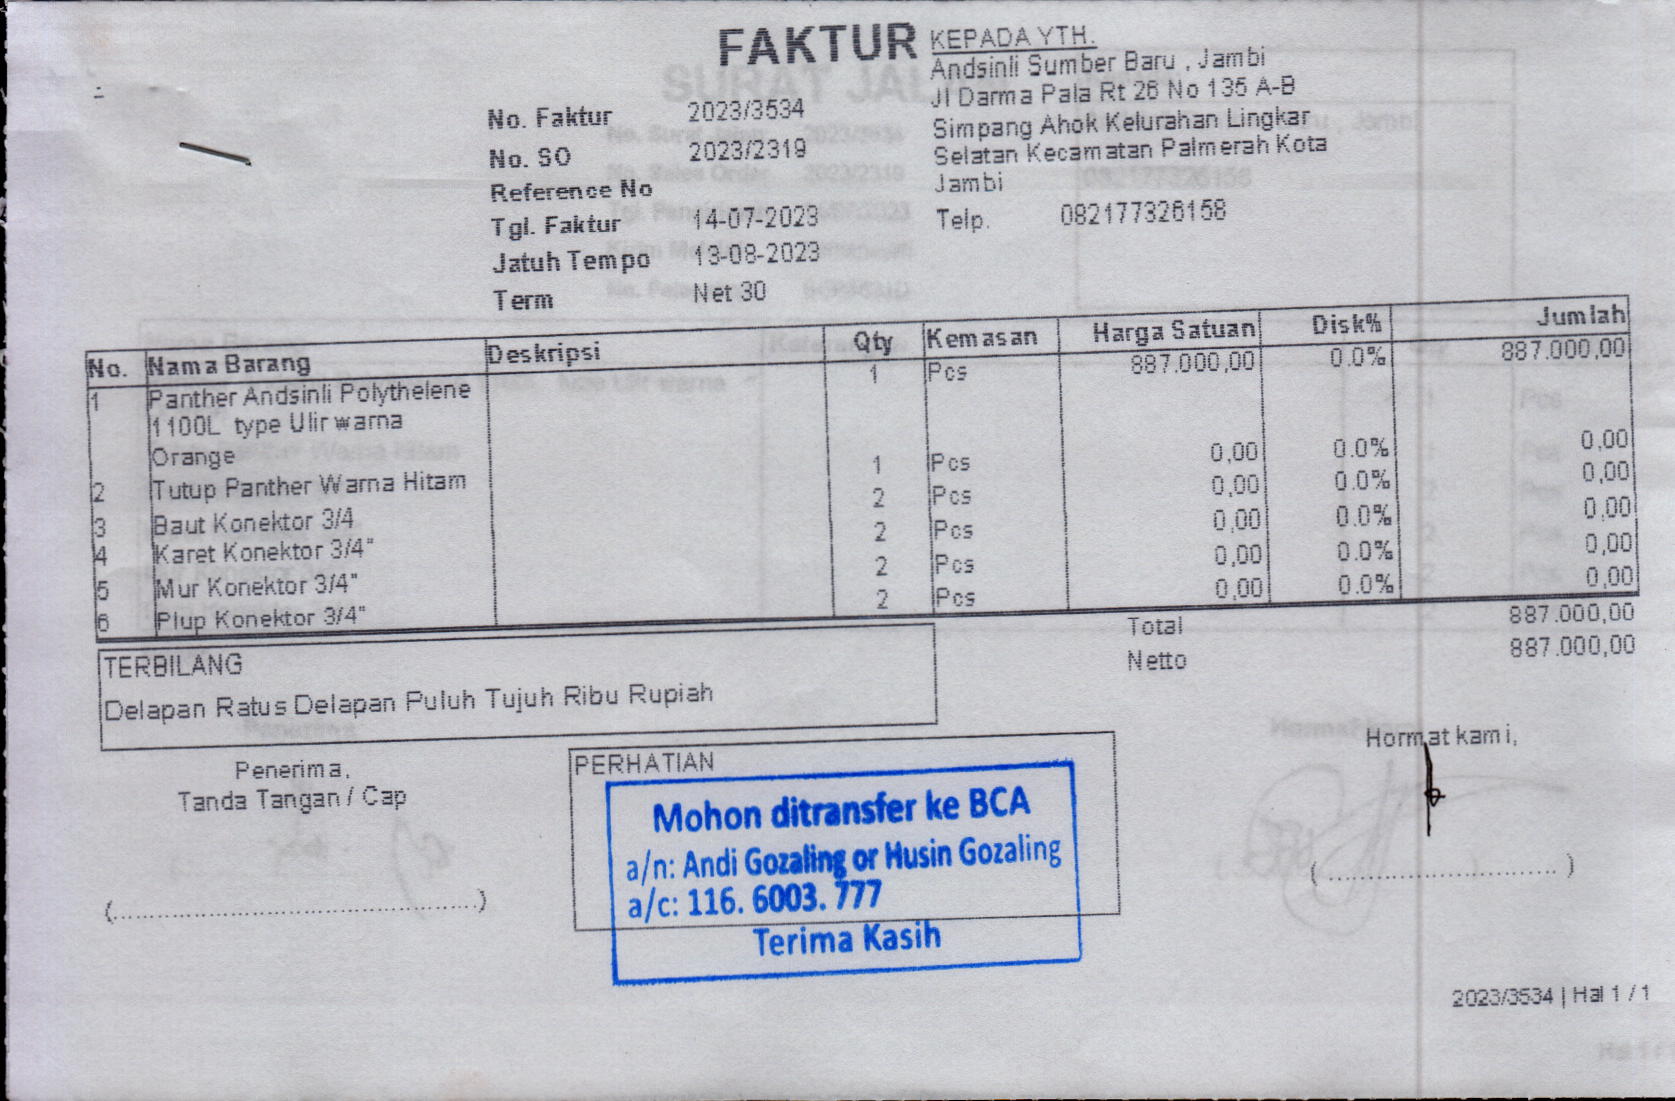 FAKTUR
KEPADA YTH.
Andsinli Sumber Baru , Jambi
Jl Darma Pala Rt 26 No 135 A-B
Simpang Ahok Kelurahan Lingkar
Selatan Kecamatan Palmerah Kota
Jambi
Telp. 082177326158
No. Faktur 2023/3534
No. SO 2023/2319
Reference No
Tgl. Faktur 14-07-2023
Jatuh Tempo 13-08-2023
Term Net 30
No. Nama Barang Deskripsi Qty Kemasan Harga Satuan Disk% Jumlah
1 Panther Andsinli Polythelene 1 Pcs 887.000,00 0.0% 887.000,00
1100L type Ulir warna
Orange
2 Tutup Panther Warna Hitam 1 Pcs 0,00 0.0% 0,00
3 Baut Konektor 3/4 2 Pcs 0,00 0.0% 0,00
4 Karet Konektor 3/4" 2 Pcs 0,00 0.0% 0,00
5 Mur Konektor 3/4" 2 Pcs 0,00 0.0% 0,00
6 Plup Konektor 3/4" 2 Pcs 0,00 0.0% 0,00
Total 887.000,00
Netto 887.000,00
TERBILANG
Delapan Ratus Delapan Puluh Tujuh Ribu Rupiah
Penerima,
Tanda Tangan / Cap
(..................................................)
PERHATIAN
Mohon ditransfer ke BCA
a/n: Andi Gozaling or Husin Gozaling
a/c: 116. 6003. 777
Terima Kasih
Hormat kami,
(................................)
2023/3534 | Hal 1 / 1